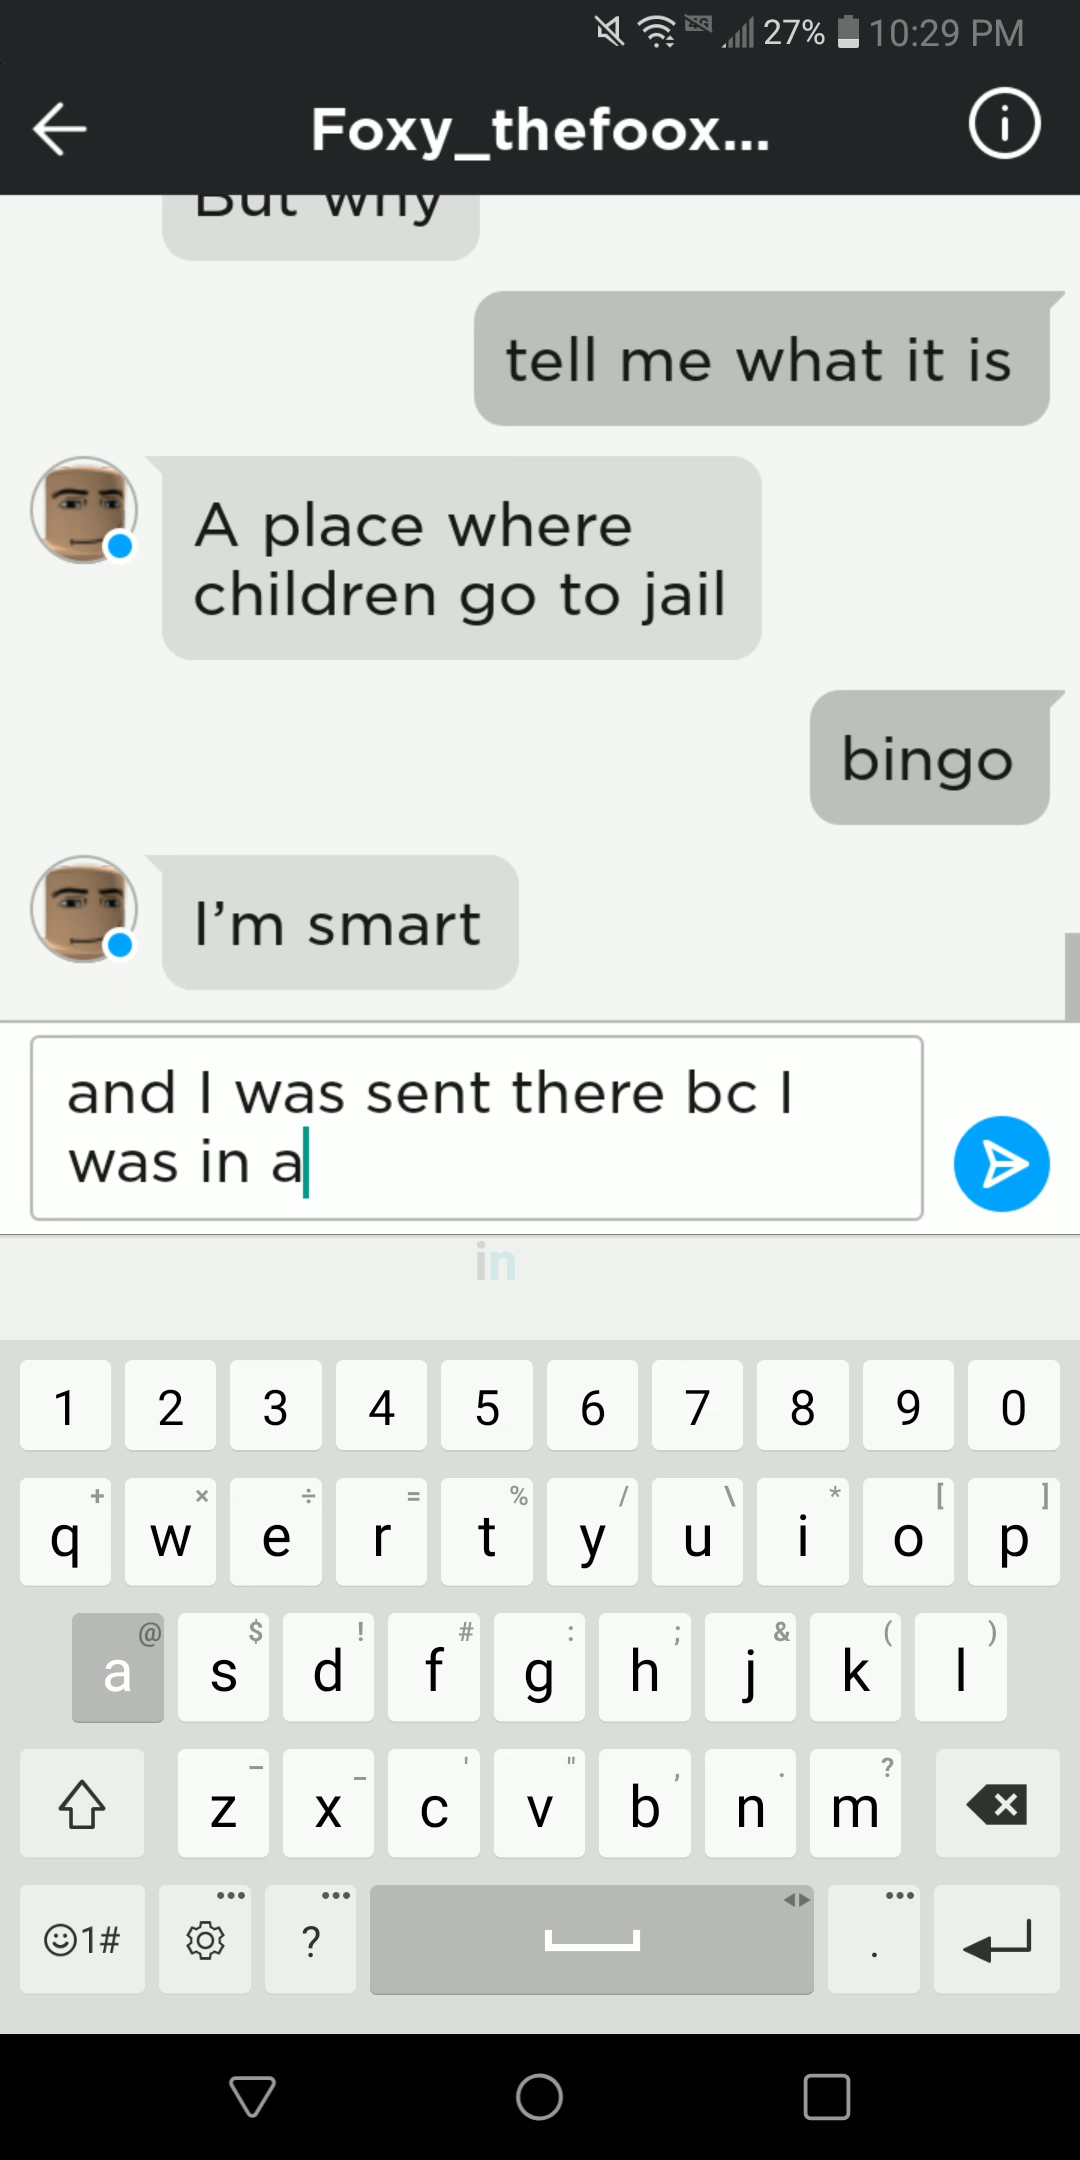 27% 10:29 PM
Foxy_thefoox...
But why
tell me what it is
A place where
children go to jail
bingo
I'm smart
and I was sent there bc I
was in a
in
1 2 3 4 5 6 7 8 9 0
+ × ÷ = % / \ * [ ]
q w e r t y u i o p
@ $ ! # : ; & ( )
a s d f g h j k l
– _ ' " , . ?
z x c v b n m
1# ? .